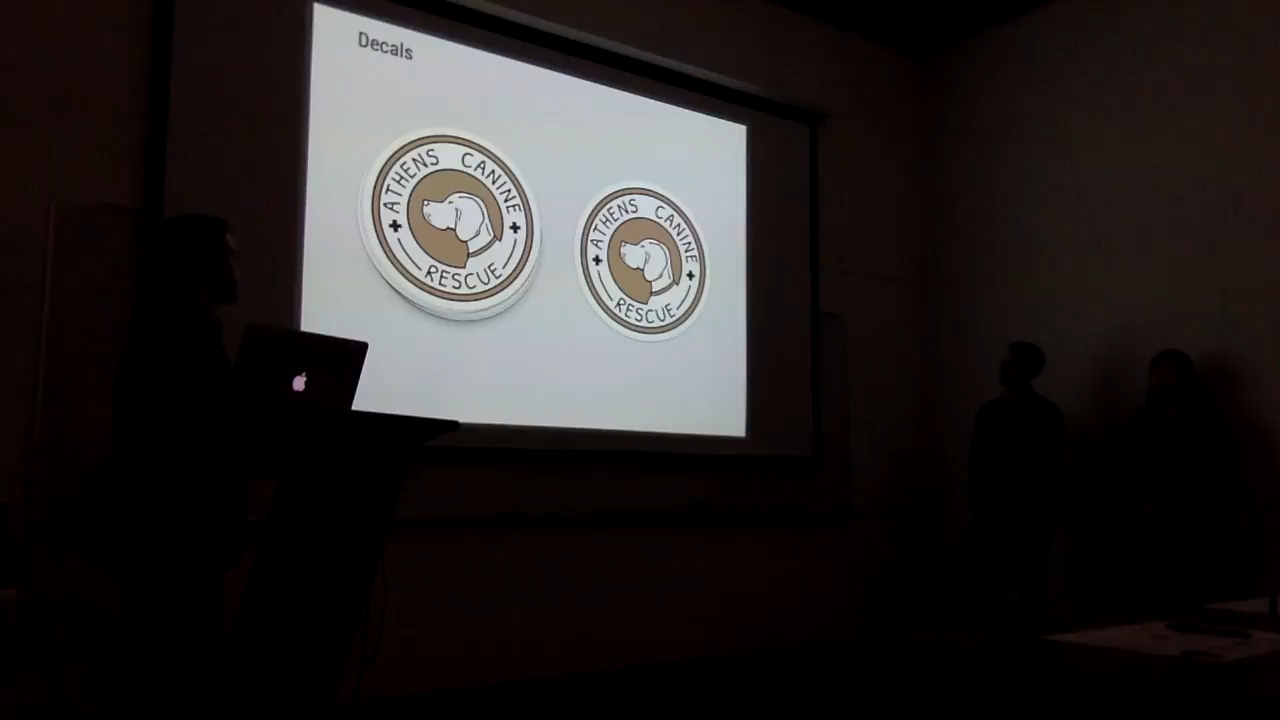 Decals
ATHENS CANINE
RESCUE
ATHENS CANINE
RESCUE